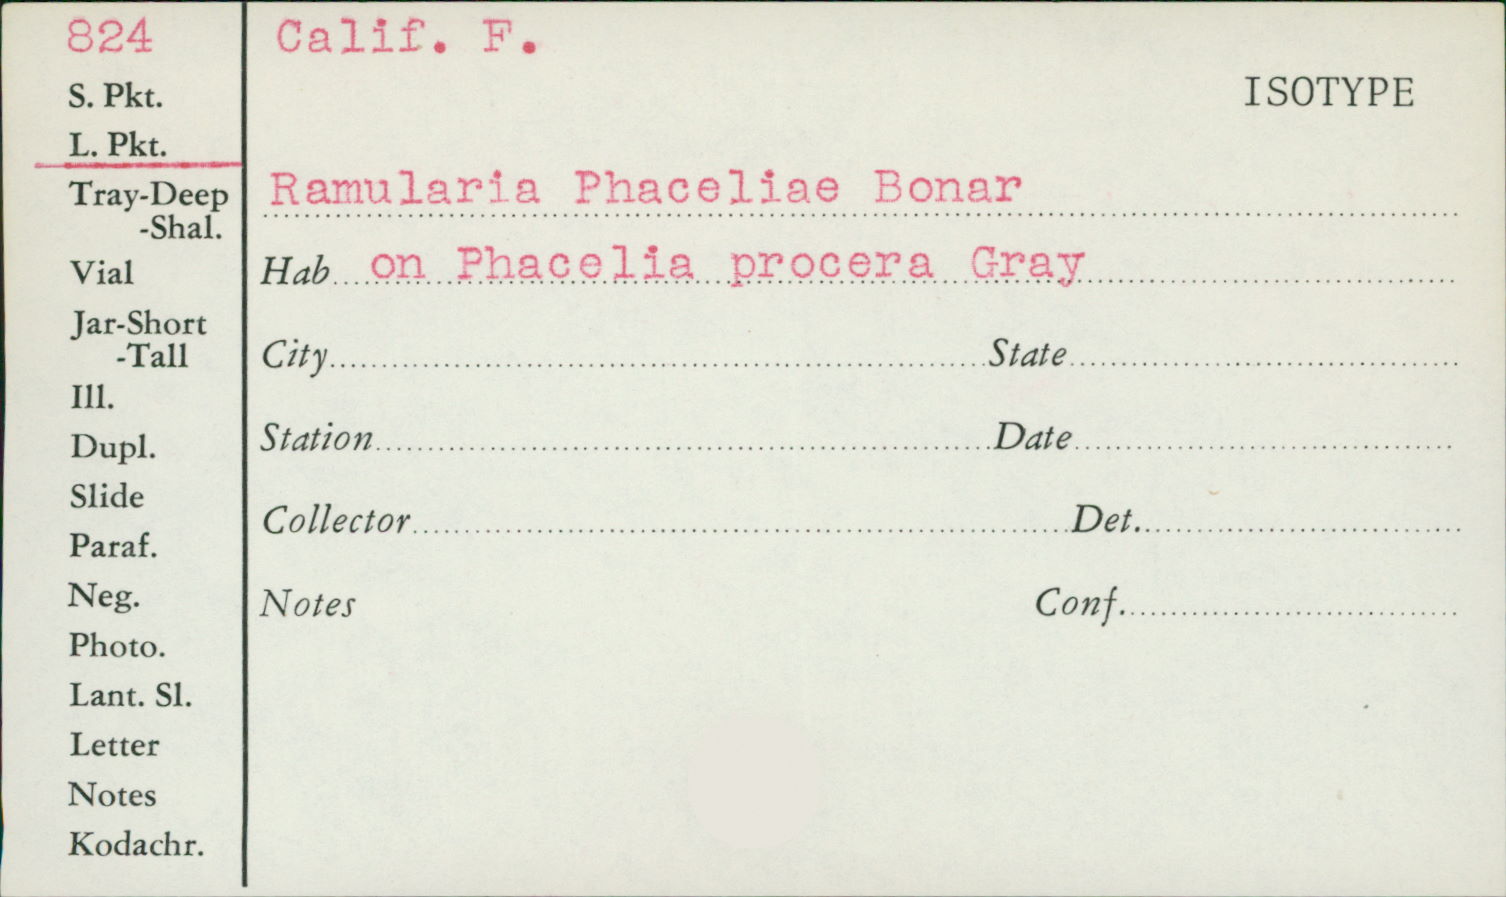 824
S. Pkt.
L. Pkt.
Tray-Deep
-Shal.
Vial
Jar-Short
-Tall
Ill.
Dupl.
Slide
Paraf.
Neg.
Photo.
Lant. Sl.
Letter
Notes
Kodachr.
Calif. F.
ISOTYPE
Ramularia Phaceliae Bonar
Hab on Phacelia procera Gray
City State
Station Date
Collector Det.
Notes Conf.